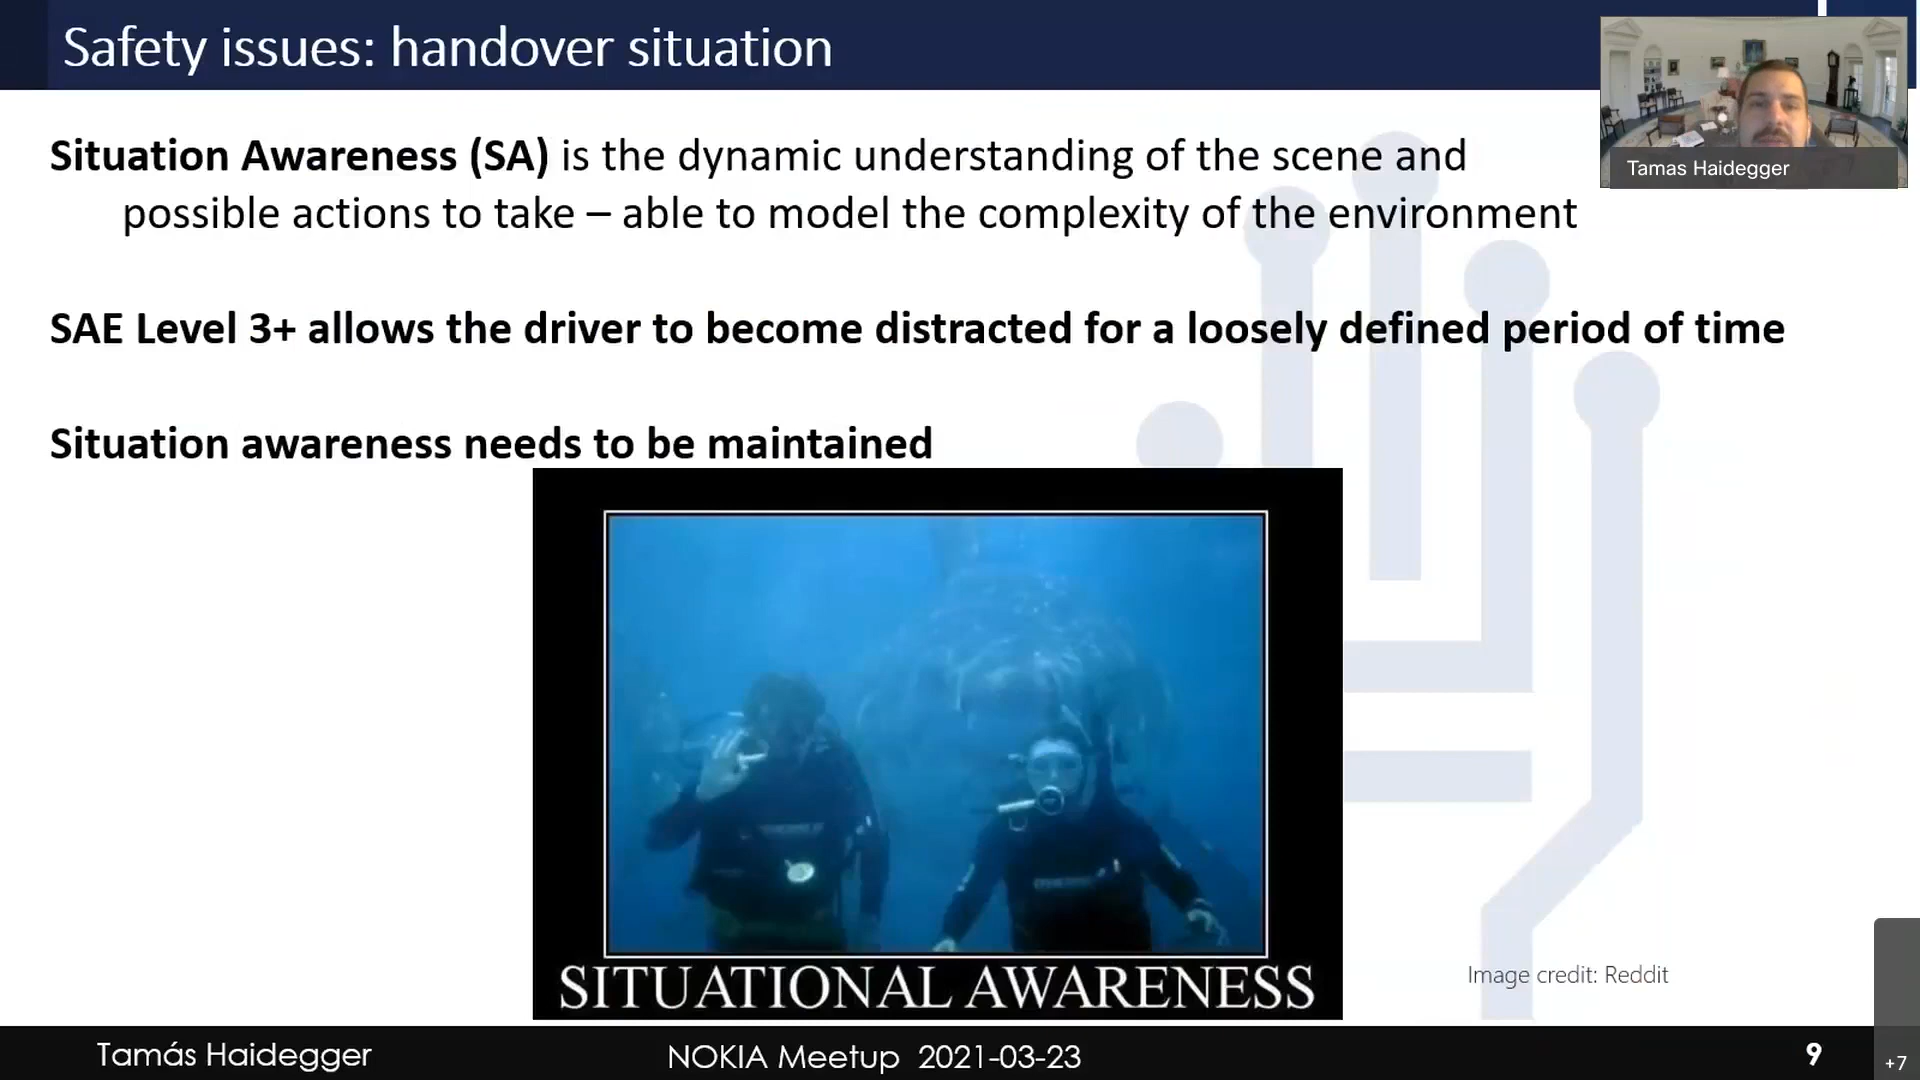 Safety issues: handover situation
Tamas Haidegger
Situation Awareness (SA) is the dynamic understanding of the scene and
possible actions to take – able to model the complexity of the environment
SAE Level 3+ allows the driver to become distracted for a loosely defined period of time
Situation awareness needs to be maintained
SITUATIONAL AWARENESS
Image credit: Reddit
Tamás Haidegger
NOKIA Meetup 2021-03-23
9
+7